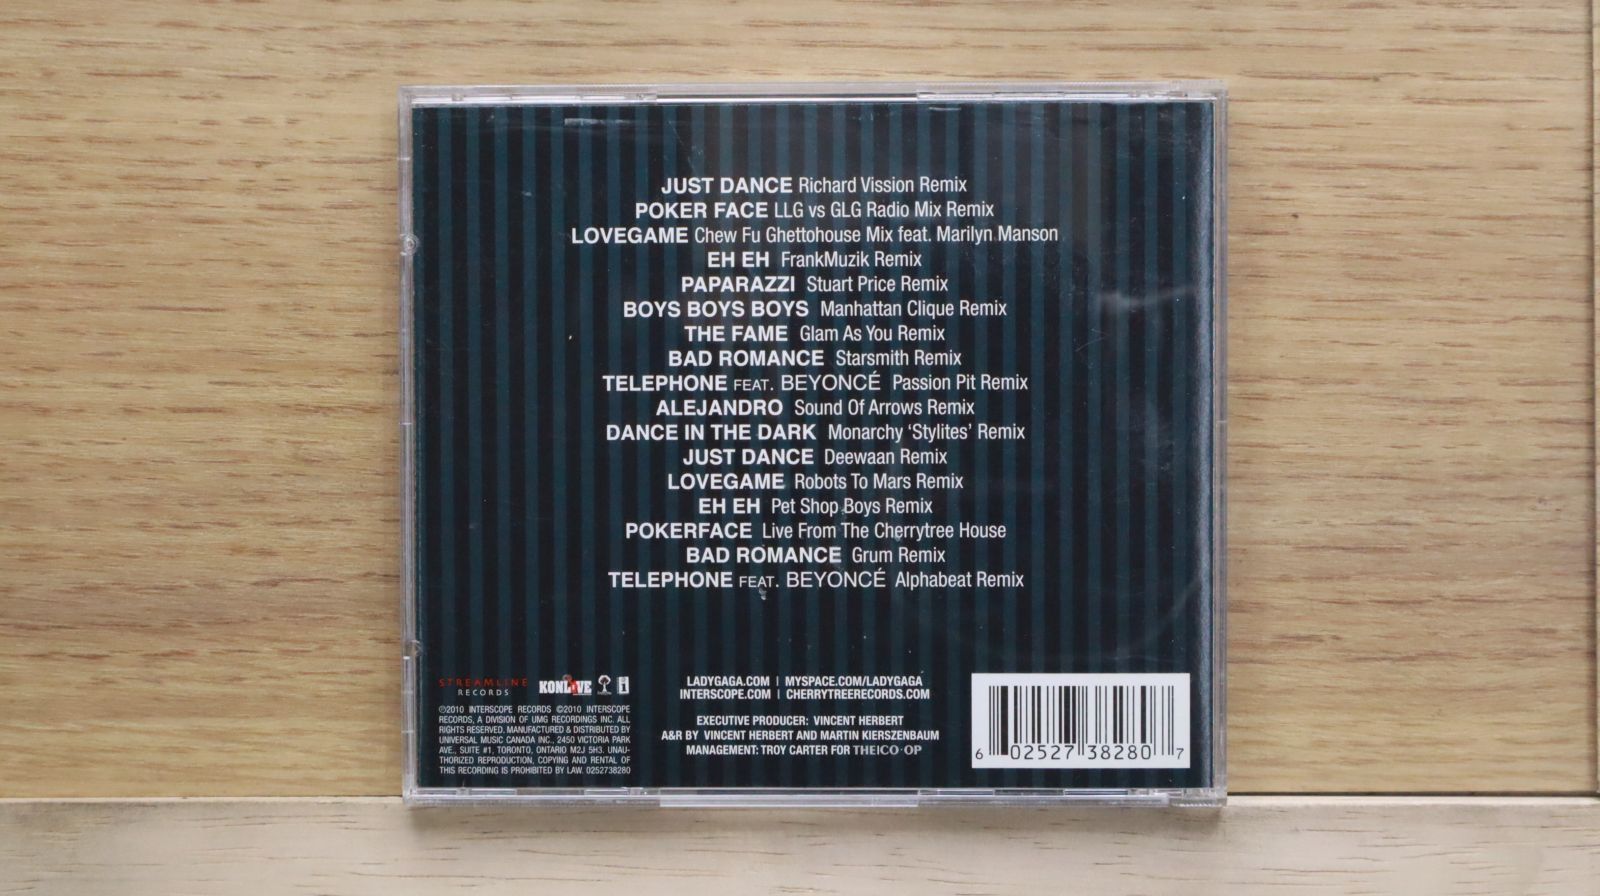 JUST DANCE Richard Vission Remix
POKER FACE LLG vs GLG Radio Mix Remix
LOVEGAME Chew Fu Ghettohouse Mix feat. Marilyn Manson
EH EH FrankMuzik Remix
PAPARAZZI Stuart Price Remix
BOYS BOYS BOYS Manhattan Clique Remix
THE FAME Glam As You Remix
BAD ROMANCE Starsmith Remix
TELEPHONE FEAT. BEYONCÉ Passion Pit Remix
ALEJANDRO Sound Of Arrows Remix
DANCE IN THE DARK Monarchy ‘Stylites’ Remix
JUST DANCE Deewaan Remix
LOVEGAME Robots To Mars Remix
EH EH Pet Shop Boys Remix
POKERFACE Live From The Cherrytree House
BAD ROMANCE Grum Remix
TELEPHONE FEAT. BEYONCÉ Alphabeat Remix
STREAMLINE
RECORDS
KONLIVE
℗2010 INTERSCOPE RECORDS ©2010 INTERSCOPE
RECORDS, A DIVISION OF UMG RECORDINGS INC. ALL
RIGHTS RESERVED. MANUFACTURED & DISTRIBUTED BY
UNIVERSAL MUSIC CANADA INC., 2450 VICTORIA PARK
AVE., SUITE #1, TORONTO, ONTARIO M2J 5H3. UNAU-
THORIZED REPRODUCTION, COPYING AND RENTAL OF
THIS RECORDING IS PROHIBITED BY LAW. 0252738280
LADYGAGA.COM | MYSPACE.COM/LADYGAGA
INTERSCOPE.COM | CHERRYTREERECORDS.COM
EXECUTIVE PRODUCER: VINCENT HERBERT
A&R BY VINCENT HERBERT AND MARTIN KIERSZENBAUM
MANAGEMENT: TROY CARTER FOR THEICO·OP
6 02527 38280 7